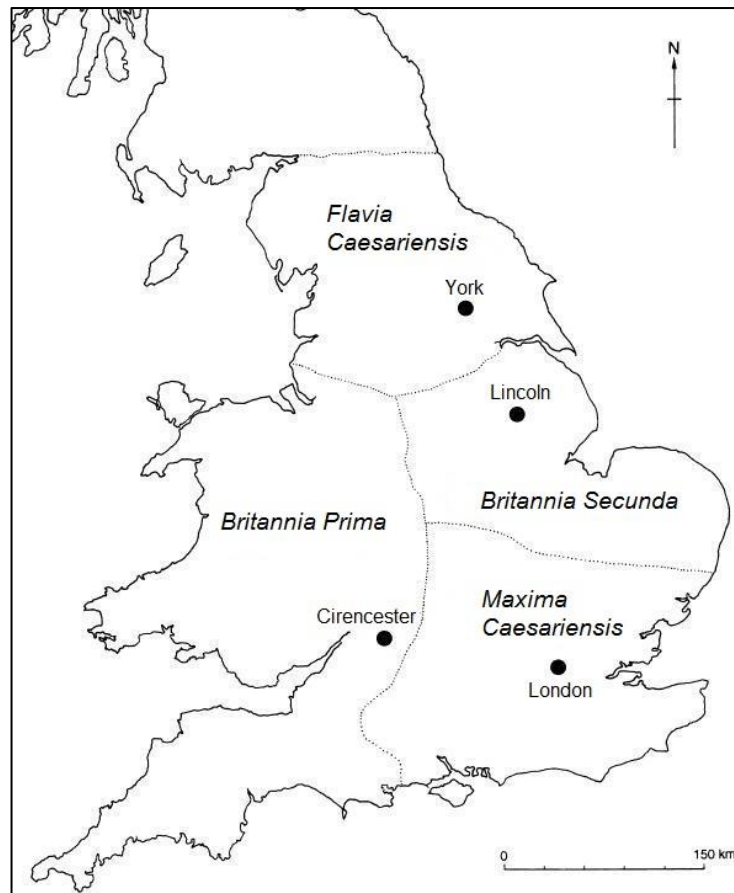 N
Flavia
Caesariensis
York
Lincoln
Britannia Prima
Britannia Secunda
Cirencester
Maxima
Caesariensis
London
0 150 km